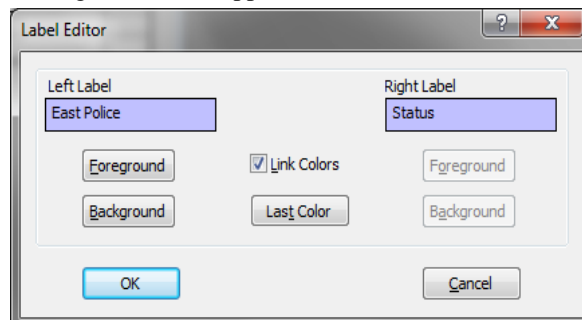 Label Editor
?
X
Left Label
Right Label
East Police
Status
Foreground
Link Colors
Foreground
Background
Last Color
Background
OK
Cancel